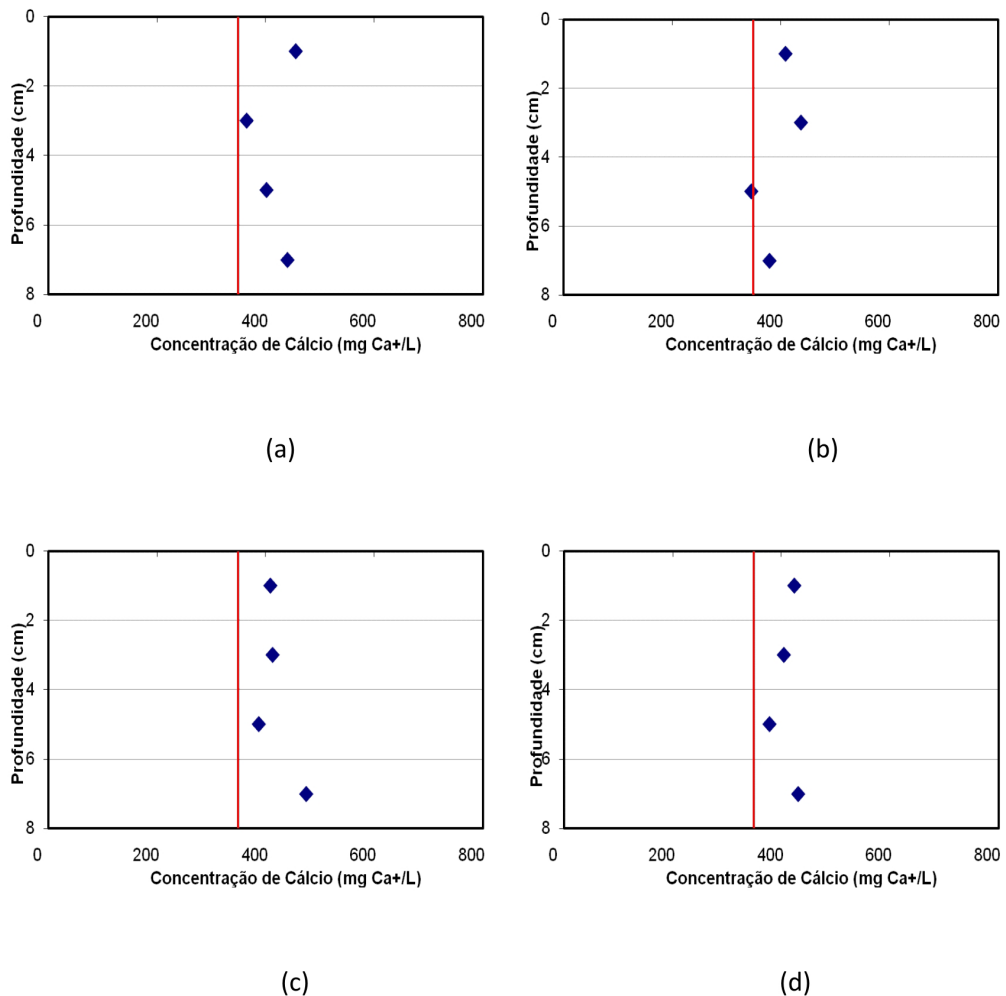 0
2
4
6
8
Profundidade (cm)
0 200 400 600 800
Concentração de Cálcio (mg Ca+/L)
(a)
0
2
4
6
8
Profundidade (cm)
0 200 400 600 800
Concentração de Cálcio (mg Ca+/L)
(b)
0
2
4
6
8
Profundidade (cm)
0 200 400 600 800
Concentração de Cálcio (mg Ca+/L)
(c)
0
2
4
6
8
Profundidade (cm)
0 200 400 600 800
Concentração de Cálcio (mg Ca+/L)
(d)